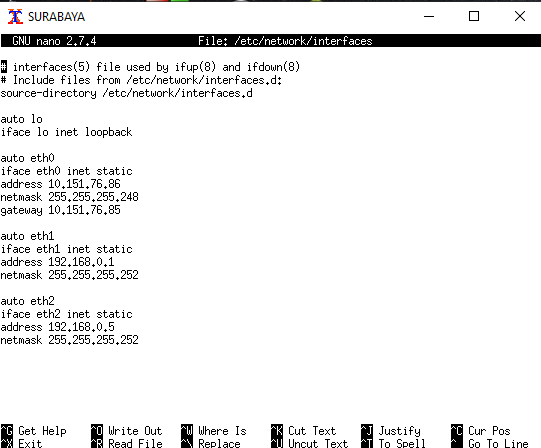 SURABAYA
GNU nano 2.7.4 File: /etc/network/interfaces
# interfaces(5) file used by ifup(8) and ifdown(8)
# Include files from /etc/network/interfaces.d:
source-directory /etc/network/interfaces.d
auto lo
iface lo inet loopback
auto eth0
iface eth0 inet static
address 10.151.76.86
netmask 255.255.255.248
gateway 10.151.76.85
auto eth1
iface eth1 inet static
address 192.168.0.1
netmask 255.255.255.252
auto eth2
iface eth2 inet static
address 192.168.0.5
netmask 255.255.255.252
^G Get Help ^O Write Out ^W Where Is ^K Cut Text ^J Justify ^C Cur Pos
^X Exit ^R Read File ^\ Replace ^U Uncut Text ^T To Spell ^_ Go To Line